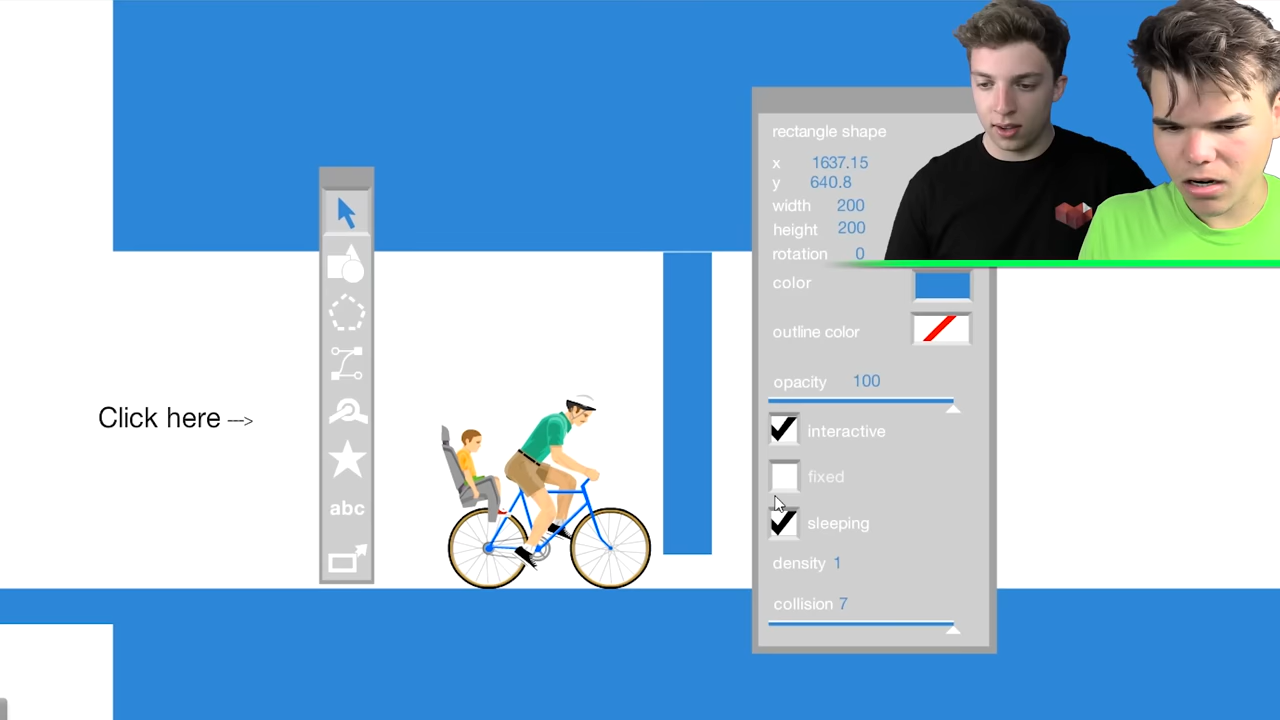 Click here --->
abc
rectangle shape
x 1637.15
y 640.8
width 200
height 200
rotation 0
color
outline color
opacity 100
interactive
fixed
sleeping
density 1
collision 7